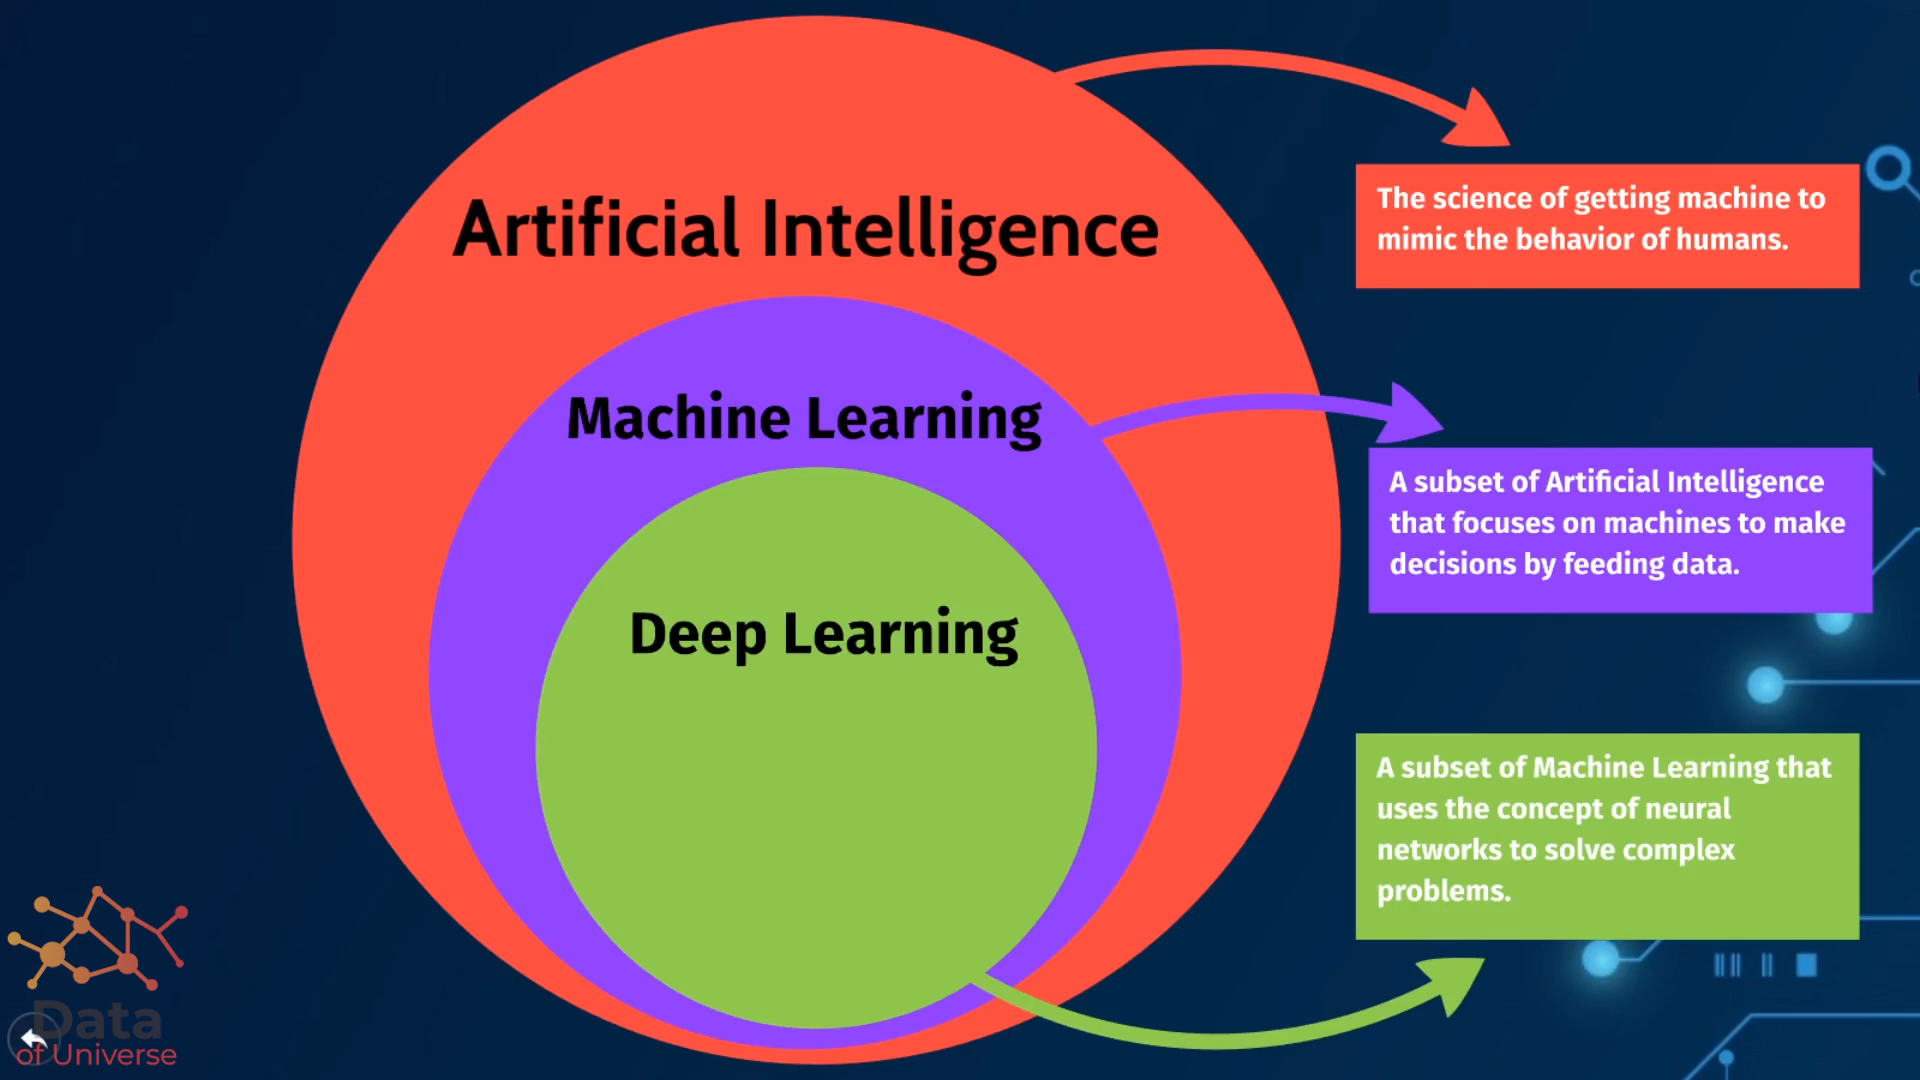 Artificial Intelligence
The science of getting machine to
mimic the behavior of humans.
Machine Learning
A subset of Artificial Intelligence
that focuses on machines to make
decisions by feeding data.
Deep Learning
A subset of Machine Learning that
uses the concept of neural
networks to solve complex
problems.
Data
of Universe